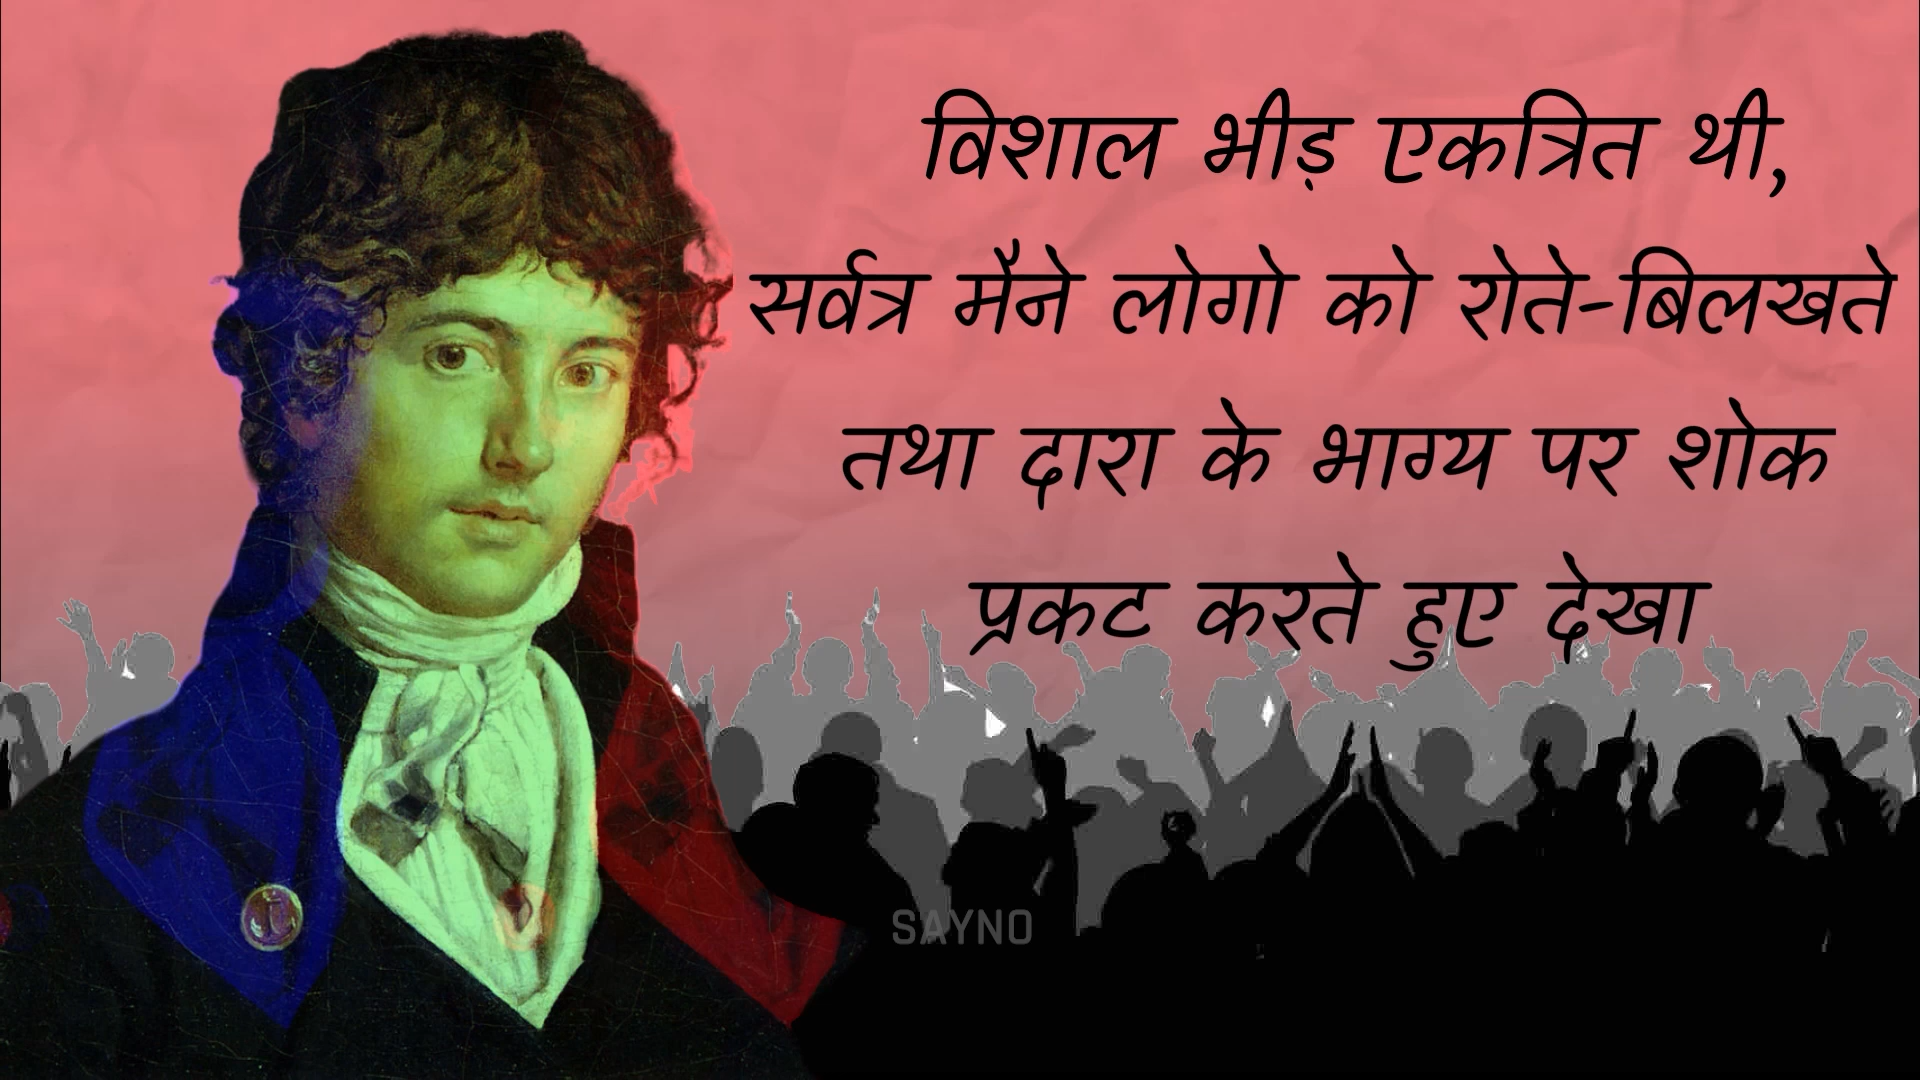 विशाल भीड़ एकत्रित थी,
सर्वत्र मैने लोगो को रोते-बिलखते
तथा दारा के भाग्य पर शोक
प्रकट करते हुए देखा
SAYNO